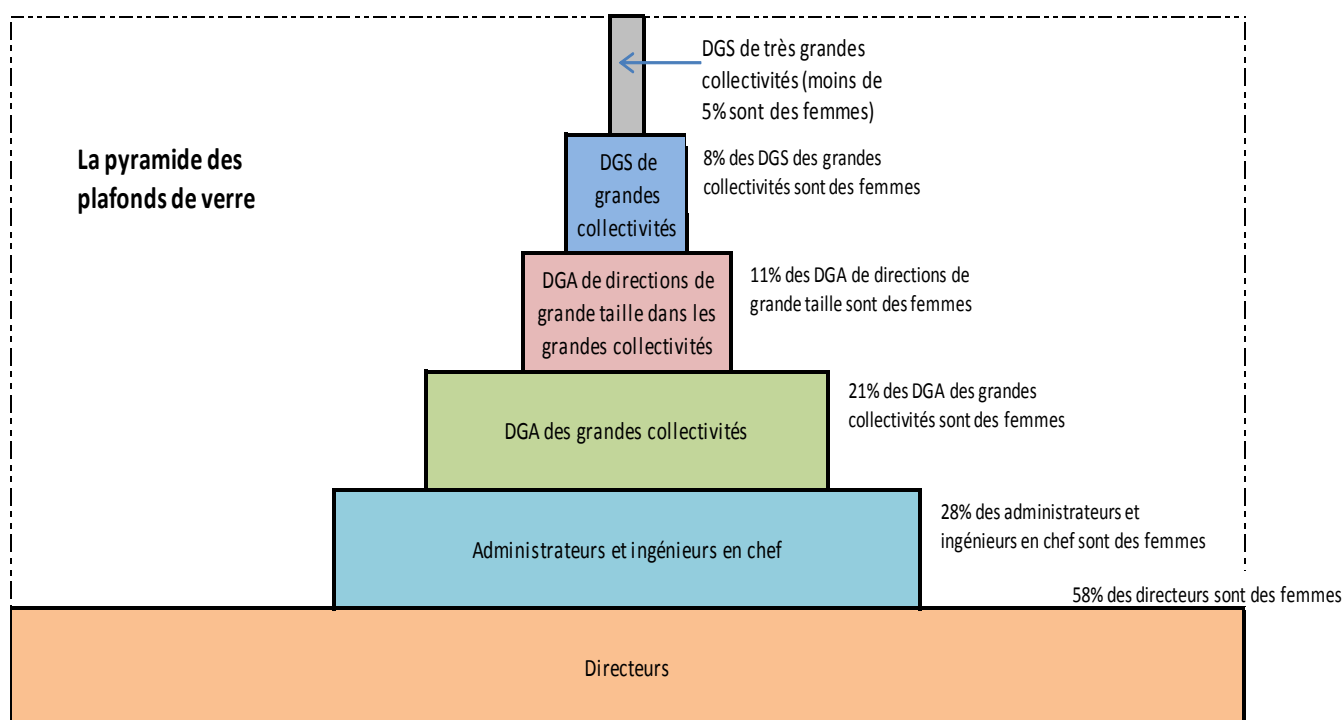 La pyramide des
plafonds de verre
DGS de très grandes
collectivités (moins de
5% sont des femmes)
DGS de
grandes
collectivités
8% des DGS des grandes
collectivités sont des femmes
DGA de directions de
grande taille dans les
grandes collectivités
11% des DGA de directions de
grande taille sont des femmes
DGA des grandes collectivités
21% des DGA des grandes
collectivités sont des femmes
Administrateurs et ingénieurs en chef
28% des administrateurs et
ingénieurs en chef sont des femmes
58% des directeurs sont des femmes
Directeurs